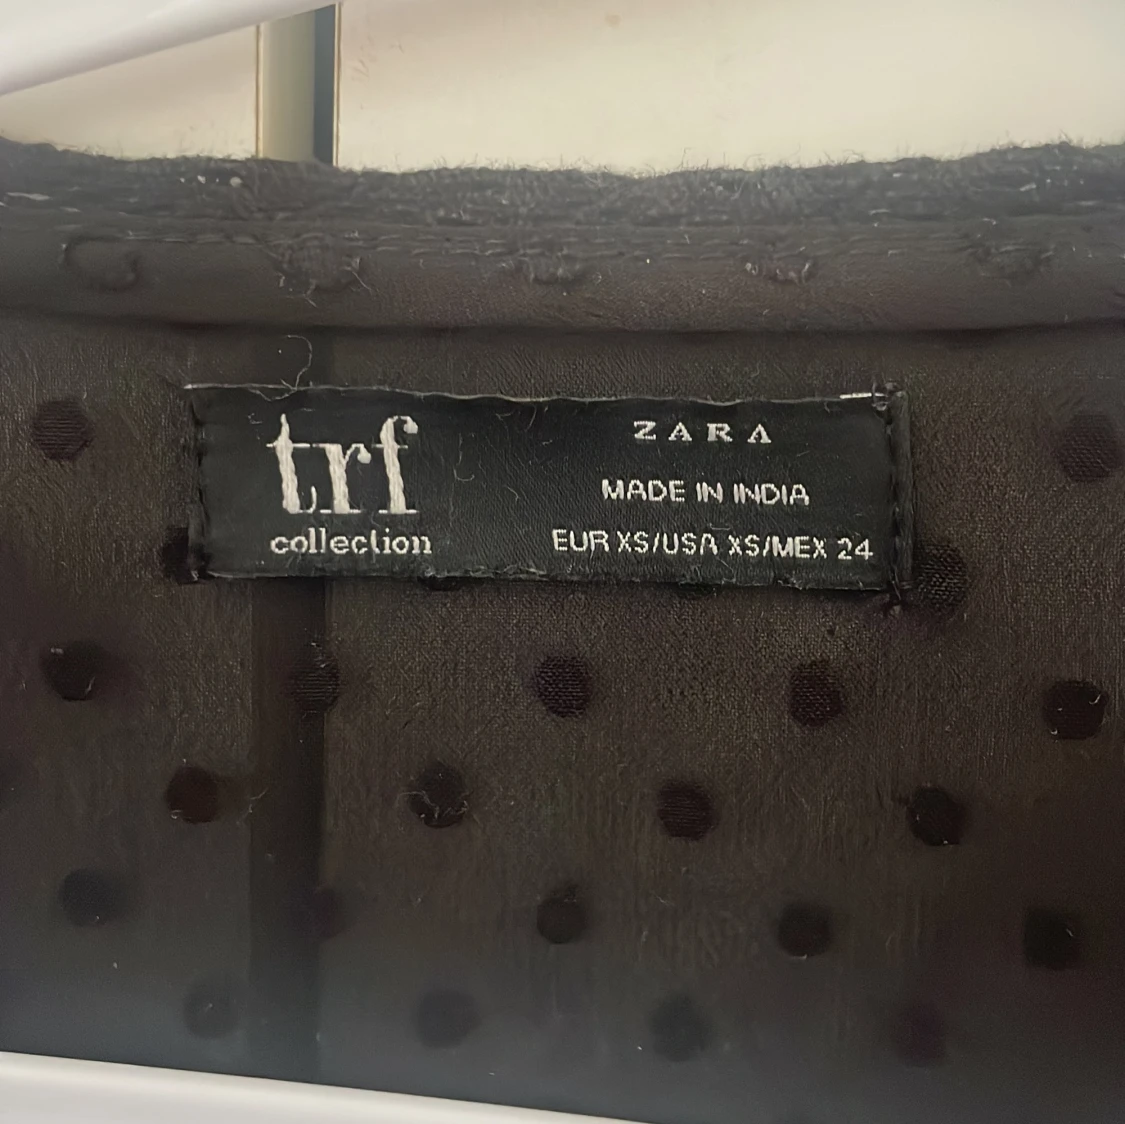 trf
collection
ZARA
MADE IN INDIA
EUR XS/USA XS/MEX 24